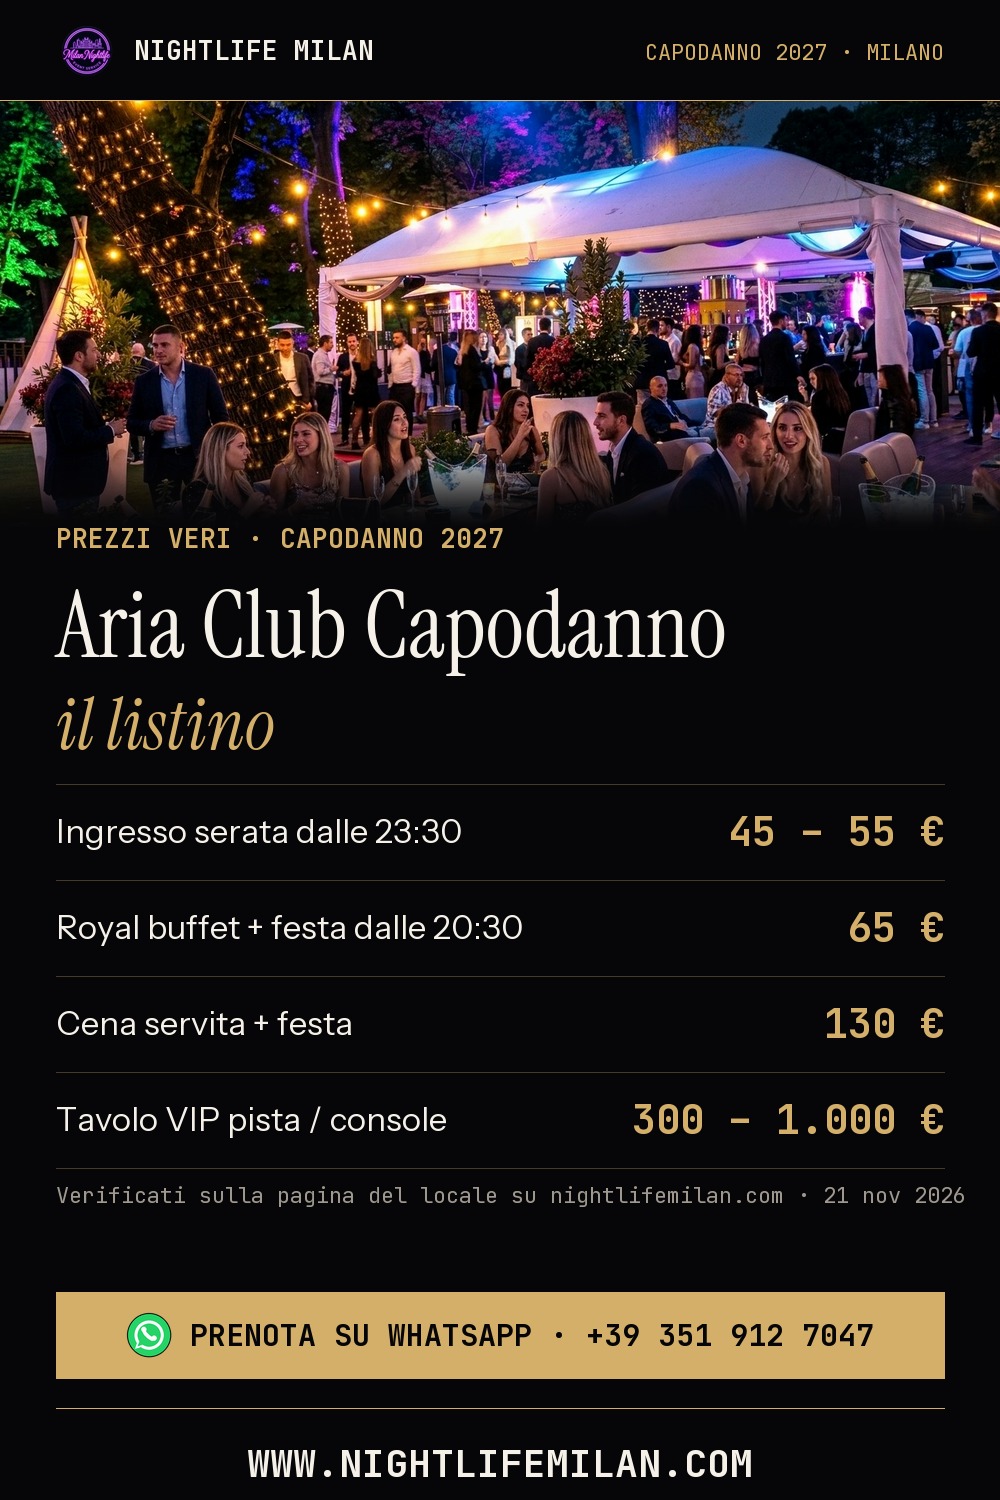 Milan Nightlife
NIGHTLIFE MILAN
CAPODANNO 2027 · MILANO
PREZZI VERI · CAPODANNO 2027
Aria Club Capodanno
il listino
Ingresso serata dalle 23:30 45 – 55 €
Royal buffet + festa dalle 20:30 65 €
Cena servita + festa 130 €
Tavolo VIP pista / console 300 – 1.000 €
Verificati sulla pagina del locale su nightlifemilan.com · 21 nov 2026
PRENOTA SU WHATSAPP · +39 351 912 7047
WWW.NIGHTLIFEMILAN.COM